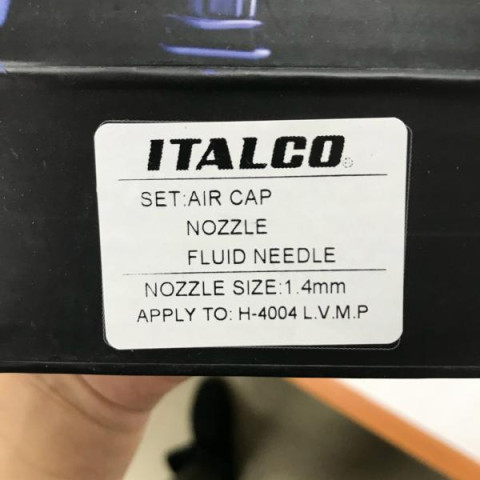 ITALCO®
SET:AIR CAP
NOZZLE
FLUID NEEDLE
NOZZLE SIZE:1.4mm
APPLY TO: H-4004 L.V.M.P